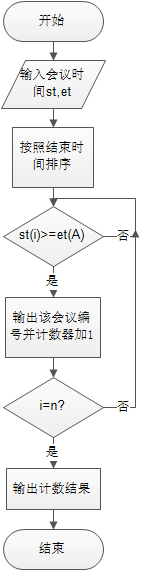 开始
输入会议时
间st,et
按照结束时
间排序
st(i)>=et(A)
否
是
输出该会议编
号并计数器加1
i=n?
否
是
输出计数结果
结束